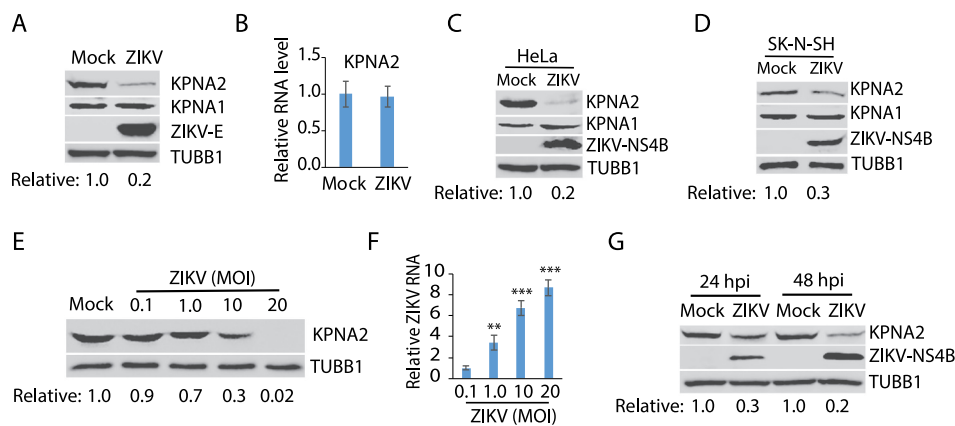 A
Mock ZIKV
KPNA2
KPNA1
ZIKV-E
TUBB1
Relative: 1.0 0.2
B
Relative RNA level
1.5
1.0
0.5
0.0
KPNA2
Mock ZIKV
C
HeLa
Mock ZIKV
KPNA2
KPNA1
ZIKV-NS4B
TUBB1
Relative: 1.0 0.2
D
SK-N-SH
Mock ZIKV
KPNA2
KPNA1
ZIKV-NS4B
TUBB1
Relative: 1.0 0.3
E
ZIKV (MOI)
Mock 0.1 1.0 10 20
KPNA2
TUBB1
Relative: 1.0 0.9 0.7 0.3 0.02
F
Relative ZIKV RNA
10
8
6
4
2
0
** *** ***
0.1 1.0 10 20
ZIKV (MOI)
G
24 hpi 48 hpi
Mock ZIKV Mock ZIKV
KPNA2
ZIKV-NS4B
TUBB1
Relative: 1.0 0.3 1.0 0.2